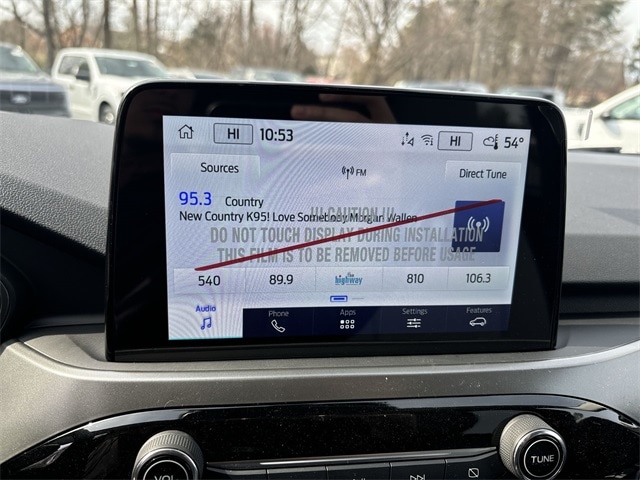 HI 10:53 HI 54°
Sources FM Direct Tune
95.3 Country
New Country K95! Love Somebody Morgan Wallen
!!! CAUTION !!!
DO NOT TOUCH DISPLAY DURING INSTALLATION
THIS FILM IS TO BE REMOVED BEFORE USAGE
540 89.9 the highway 810 106.3
Audio Phone Apps Settings Features
VOL TUNE